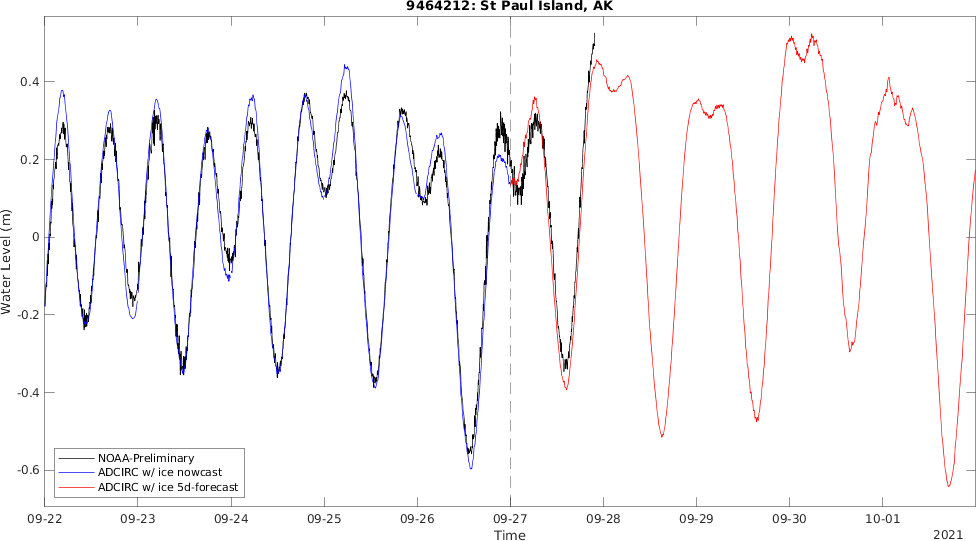 9464212: St Paul Island, AK
Water Level (m)
0.4
0.2
0
-0.2
-0.4
-0.6
NOAA-Preliminary
ADCIRC w/ ice nowcast
ADCIRC w/ ice 5d-forecast
09-22 09-23 09-24 09-25 09-26 09-27 09-28 09-29 09-30 10-01
Time
2021